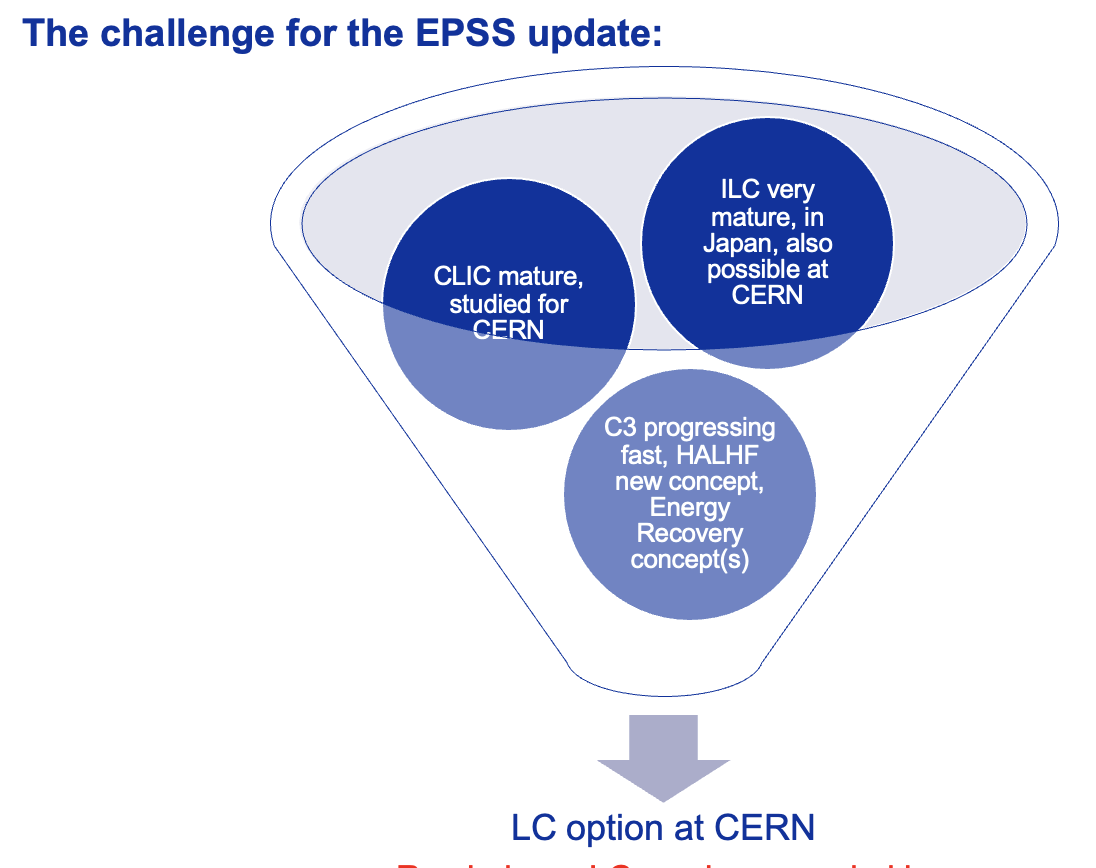 The challenge for the EPSS update:
ILC very
mature, in
Japan, also
possible at
CERN
CLIC mature,
studied for
CERN
C3 progressing
fast, HALHF
new concept,
Energy
Recovery
concept(s)
LC option at CERN